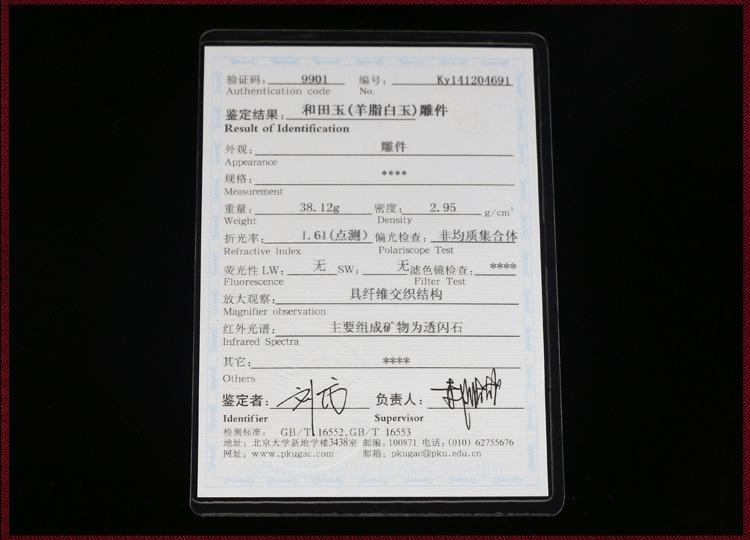 验证码: 9901 编号: Ky141204691
Authentication code No.
鉴定结果: 和田玉(羊脂白玉)雕件
Result of Identification
外观: 雕件
Appearance
规格: ****
Measurement
重量: 38.12g 密度: 2.95 g/cm³
Weight Density
折光率: 1.61(点测) 偏光检查: 非均质集合体
Refractive Index Polariscope Test
荧光性 LW: 无 SW: 无 滤色镜检查: ****
Fluorescence Filter Test
放大观察: 具纤维交织结构
Magnifier observation
红外光谱: 主要组成矿物为透闪石
Infrared Spectra
其它: ****
Others
鉴定者: 负责人:
Identifier Supervisor
检测标准: GB/T 16552,GB/T 16553
地址: 北京大学新地学楼3438室 邮编: 100871 电话: (010) 62755676
网址: www.pkugac.com 邮箱: pkugac@pku.edu.cn